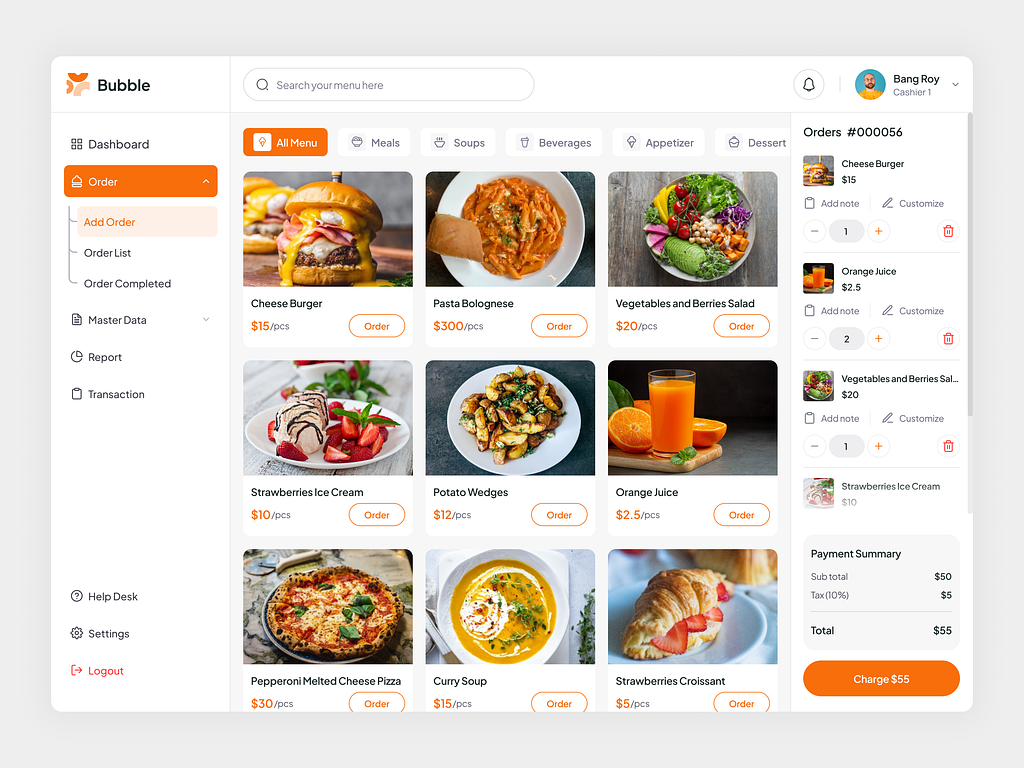 Bubble
Search your menu here
Bang Roy
Cashier 1
Dashboard
Order
Add Order
Order List
Order Completed
Master Data
Report
Transaction
Help Desk
Settings
Logout
All Menu
Meals
Soups
Beverages
Appetizer
Dessert
Cheese Burger
$15/pcs
Order
Pasta Bolognese
$300/pcs
Order
Vegetables and Berries Salad
$20/pcs
Order
Strawberries Ice Cream
$10/pcs
Order
Potato Wedges
$12/pcs
Order
Orange Juice
$2.5/pcs
Order
Pepperoni Melted Cheese Pizza
$30/pcs
Order
Curry Soup
$15/pcs
Order
Strawberries Croissant
$5/pcs
Order
Orders #000056
Cheese Burger
$15
Add note
Customize
1
Orange Juice
$2.5
Add note
Customize
2
Vegetables and Berries Sal...
$20
Add note
Customize
1
Strawberries Ice Cream
$10
Payment Summary
Sub total $50
Tax (10%) $5
Total $55
Charge $55